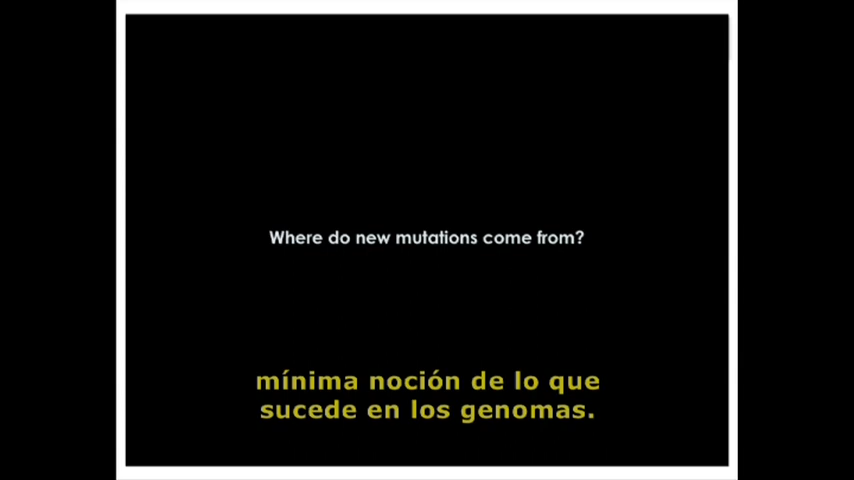 Where do new mutations come from?
mínima noción de lo que
sucede en los genomas.